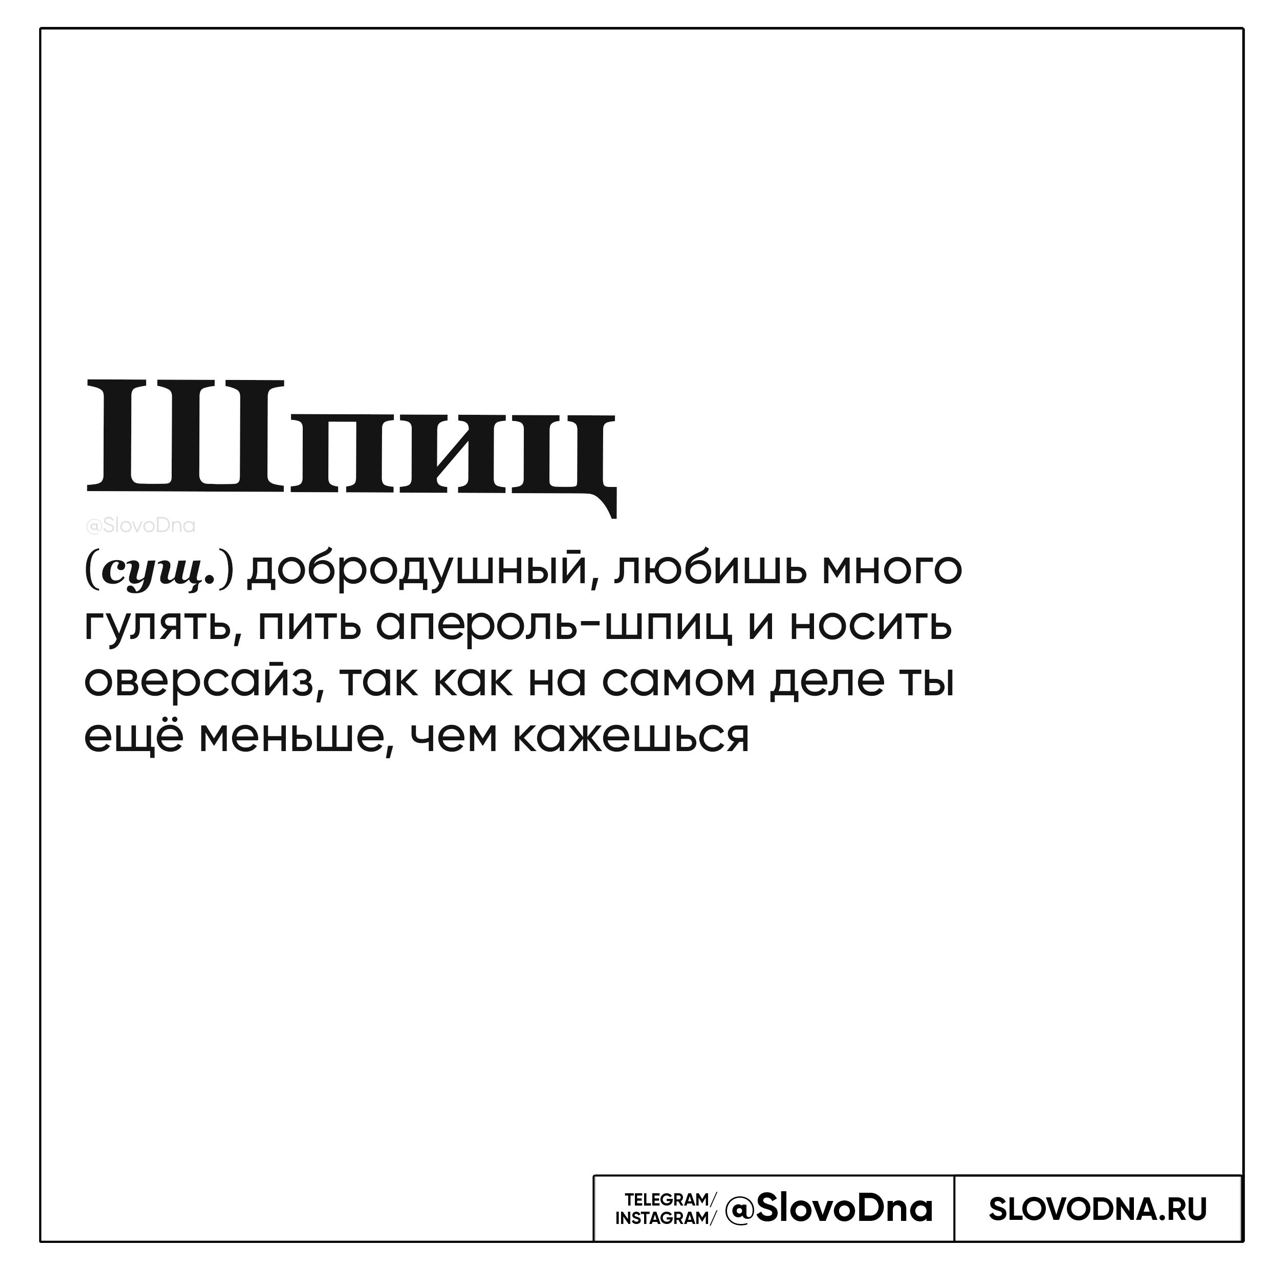 Шпиц
@SlovoDna
(сущ.) добродушный, любишь много
гулять, пить апероль-шпиц и носить
оверсайз, так как на самом деле ты
ещё меньше, чем кажешься
TELEGRAM/
INSTAGRAM/
@SlovoDna
SLOVODNA.RU